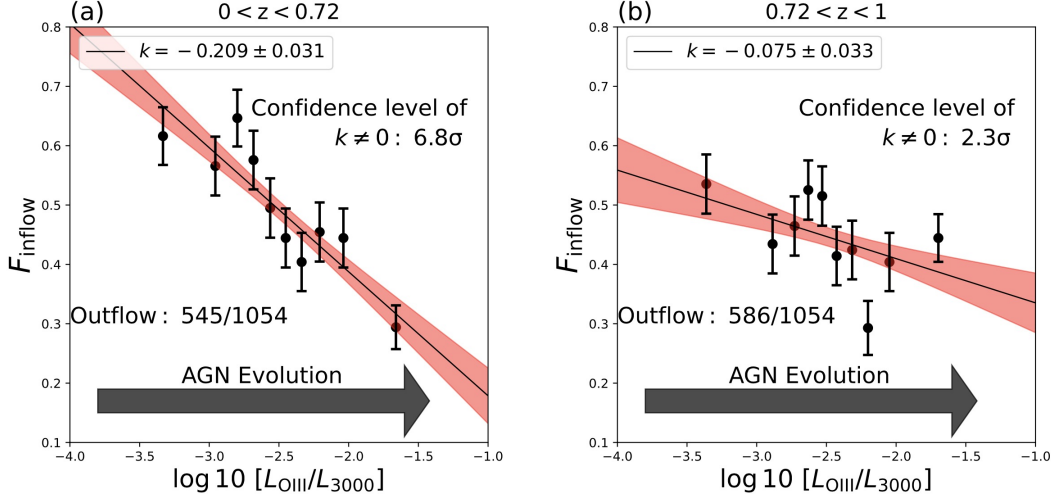 (a)
0 < z < 0.72
k = − 0.209 ± 0.031
Confidence level of
k ≠ 0 : 6.8σ
Outflow : 545/1054
AGN Evolution
F_inflow
0.8
0.7
0.6
0.5
0.4
0.3
0.2
0.1
−4.0 −3.5 −3.0 −2.5 −2.0 −1.5 −1.0
log 10 [L_OIII/L_3000]
(b)
0.72 < z < 1
k = − 0.075 ± 0.033
Confidence level of
k ≠ 0 : 2.3σ
Outflow : 586/1054
AGN Evolution
F_inflow
0.8
0.7
0.6
0.5
0.4
0.3
0.2
0.1
−4.0 −3.5 −3.0 −2.5 −2.0 −1.5 −1.0
log 10 [L_OIII/L_3000]